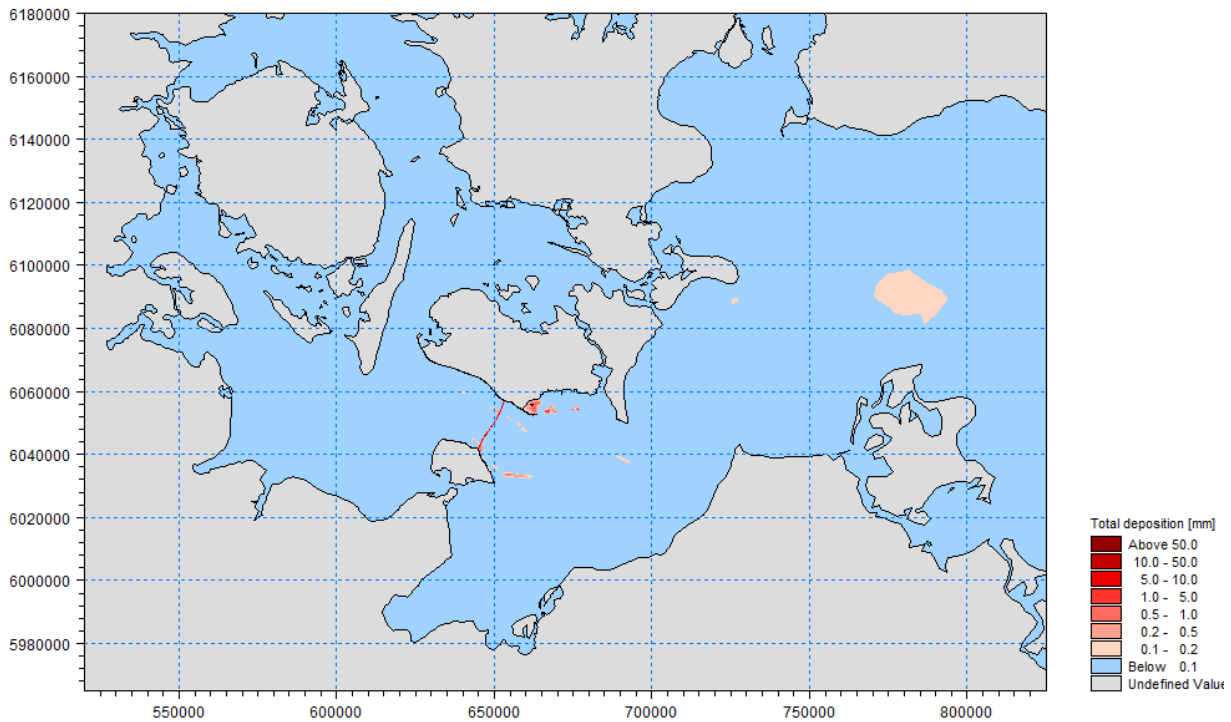 6180000
6160000
6140000
6120000
6100000
6080000
6060000
6040000
6020000
6000000
5980000
550000 600000 650000 700000 750000 800000
Total deposition [mm]
Above 50.0
10.0 - 50.0
5.0 - 10.0
1.0 - 5.0
0.5 - 1.0
0.2 - 0.5
0.1 - 0.2
Below 0.1
Undefined Value